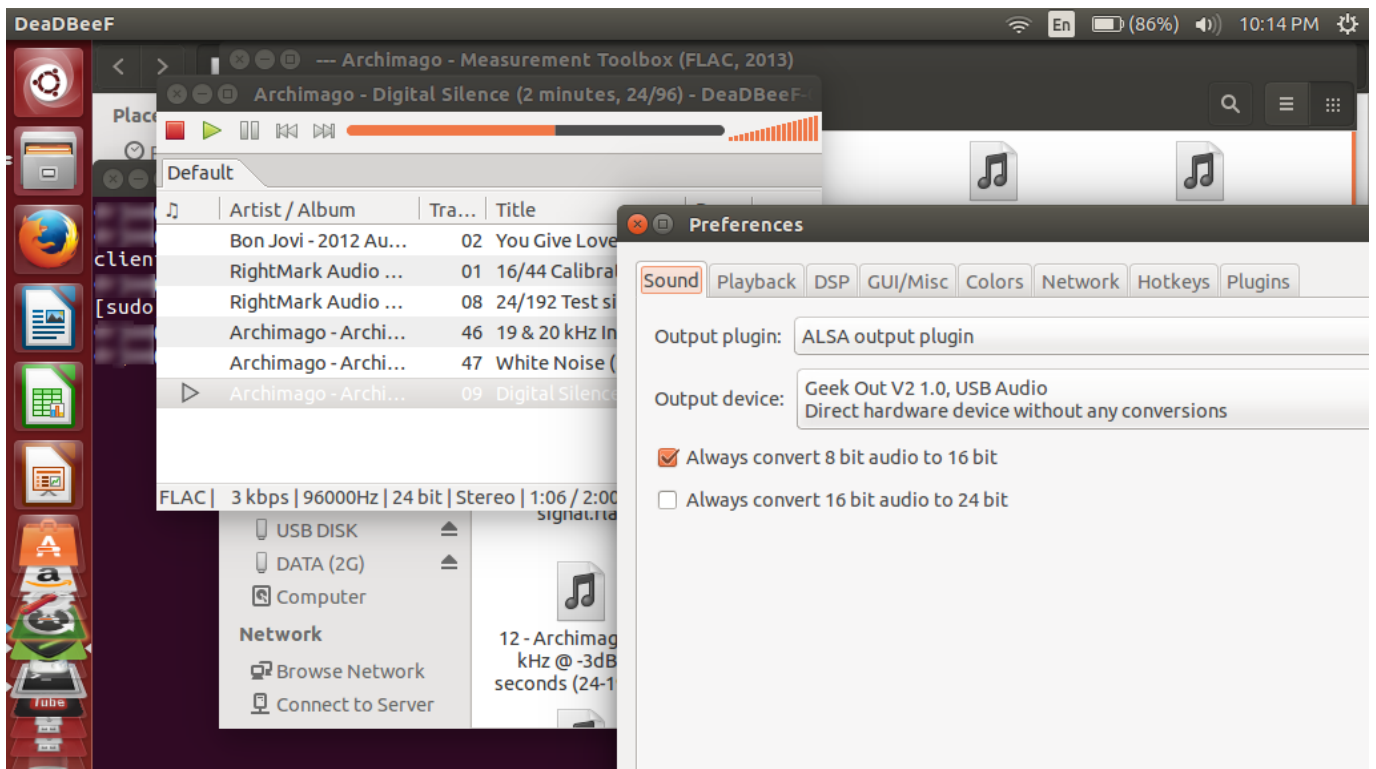 DeaDBeeF
En (86%) 10:14 PM
--- Archimago - Measurement Toolbox (FLAC, 2013)
Archimago - Digital Silence (2 minutes, 24/96) - DeaDBeeF-
Place
Default
Artist / Album Tra... Title
Bon Jovi - 2012 Au... 02 You Give Love
RightMark Audio ... 01 16/44 Calibrat
RightMark Audio ... 08 24/192 Test si
Archimago - Archi... 46 19 & 20 kHz In
Archimago - Archi... 47 White Noise (
Archimago - Archi... 09 Digital Silence
FLAC | 3 kbps | 96000Hz | 24 bit | Stereo | 1:06 / 2:00
clien
[sudo
Preferences
Sound Playback DSP GUI/Misc Colors Network Hotkeys Plugins
Output plugin: ALSA output plugin
Output device: Geek Out V2 1.0, USB Audio
Direct hardware device without any conversions
Always convert 8 bit audio to 16 bit
Always convert 16 bit audio to 24 bit
USB DISK
DATA (2G)
Computer
Network
Browse Network
Connect to Server
signal.fla
12 - Archimag
kHz @ -3dB
seconds (24-1
a
Tube